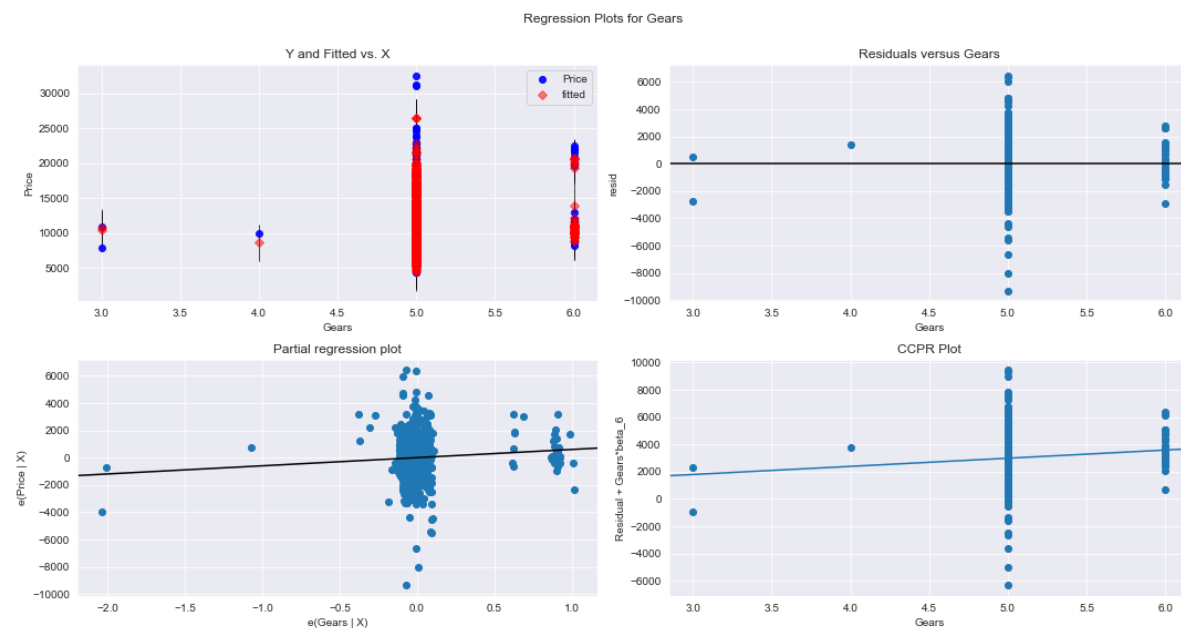 Regression Plots for Gears
Y and Fitted vs. X
Price
fitted
30000
25000
20000
15000
10000
5000
Price
3.0 3.5 4.0 4.5 5.0 5.5 6.0
Gears
Residuals versus Gears
6000
4000
2000
0
−2000
−4000
−6000
−8000
−10000
resid
3.0 3.5 4.0 4.5 5.0 5.5 6.0
Gears
Partial regression plot
6000
4000
2000
0
−2000
−4000
−6000
−8000
−10000
e(Price | X)
−2.0 −1.5 −1.0 −0.5 0.0 0.5 1.0
e(Gears | X)
CCPR Plot
10000
8000
6000
4000
2000
0
−2000
−4000
−6000
Residual + Gears*beta_6
3.0 3.5 4.0 4.5 5.0 5.5 6.0
Gears